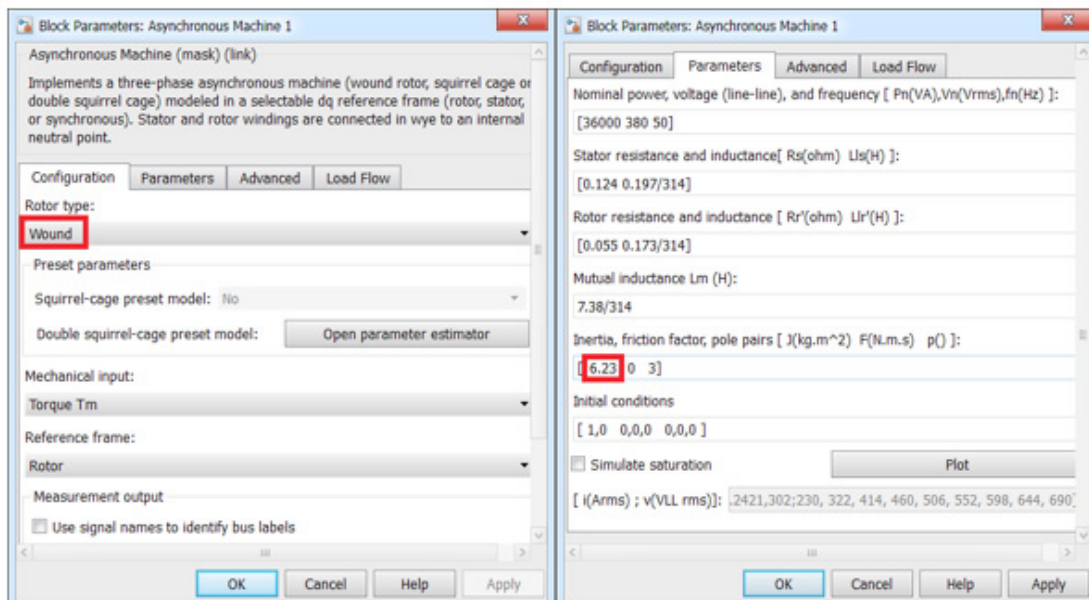 Block Parameters: Asynchronous Machine 1
x
Asynchronous Machine (mask) (link)
Implements a three-phase asynchronous machine (wound rotor, squirrel cage or
double squirrel cage) modeled in a selectable dq reference frame (rotor, stator,
or synchronous). Stator and rotor windings are connected in wye to an internal
neutral point.
Configuration Parameters Advanced Load Flow
Rotor type:
Wound
Preset parameters
Squirrel-cage preset model: No
Double squirrel-cage preset model: Open parameter estimator
Mechanical input:
Torque Tm
Reference frame:
Rotor
Measurement output
Use signal names to identify bus labels
OK Cancel Help Apply
Block Parameters: Asynchronous Machine 1
x
Configuration Parameters Advanced Load Flow
Nominal power, voltage (line-line), and frequency [ Pn(VA),Vn(Vrms),fn(Hz) ]:
[36000 380 50]
Stator resistance and inductance[ Rs(ohm) Lls(H) ]:
[0.124 0.197/314]
Rotor resistance and inductance [ Rr'(ohm) Llr'(H) ]:
[0.055 0.173/314]
Mutual inductance Lm (H):
7.38/314
Inertia, friction factor, pole pairs [ J(kg.m^2) F(N.m.s) p() ]:
[ 6.23 0 3]
Initial conditions
[ 1,0 0,0,0 0,0,0 ]
Simulate saturation Plot
[ i(Arms) ; v(VLL rms)]: .2421,302;230, 322, 414, 460, 506, 552, 598, 644, 690]
OK Cancel Help Apply